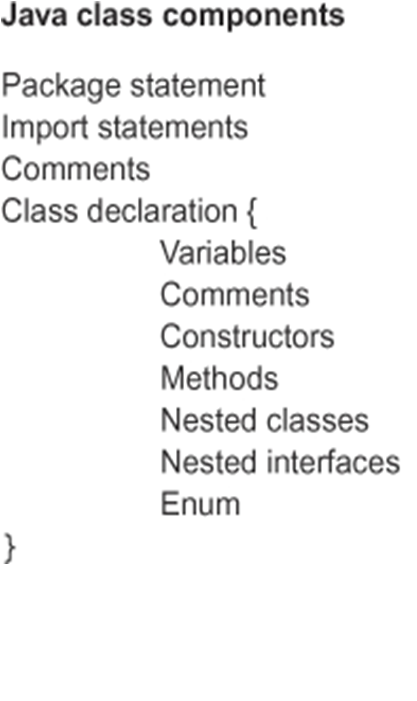 Java class components
Package statement
Import statements
Comments
Class declaration {
Variables
Comments
Constructors
Methods
Nested classes
Nested interfaces
Enum
}